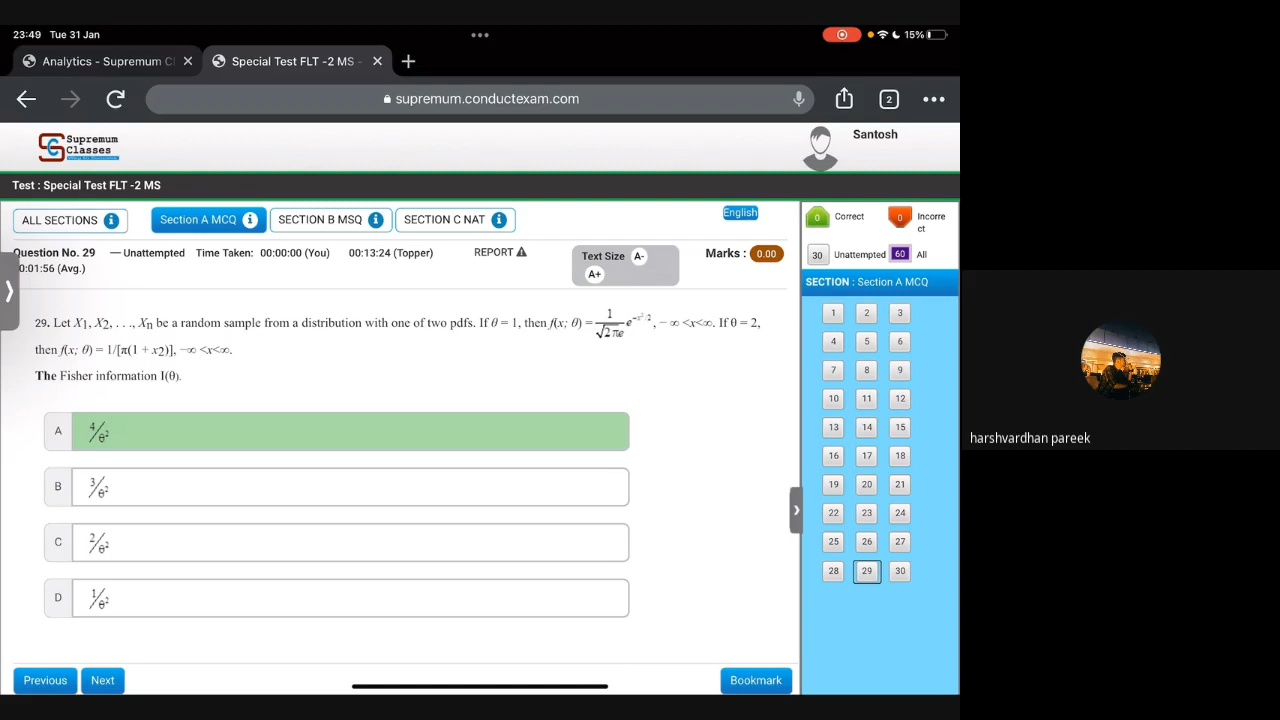 23:49 Tue 31 Jan
15%
Analytics - Supremum Cl
Special Test FLT -2 MS -
supremum.conductexam.com
2
Supremum
Classes
Santosh
Test : Special Test FLT -2 MS
ALL SECTIONS
Section A MCQ
SECTION B MSQ
SECTION C NAT
English
Question No. 29 — Unattempted Time Taken: 00:00:00 (You) 00:13:24 (Topper) REPORT
00:01:56 (Avg.)
Text Size A-
A+
Marks : 0.00
0 Correct 0 Incorre
ct
30 Unattempted 60 All
SECTION : Section A MCQ
29. Let X1, X2, . . ., Xn be a random sample from a distribution with one of two pdfs. If θ = 1, then f(x; θ) = 1/√2πe e^−x²/2, − ∞ <x<∞. If θ = 2,
then f(x; θ) = 1/[π(1 + x2)], −∞ <x<∞.
The Fisher information I(θ).
A 4/θ²
B 3/θ²
C 2/θ²
D 1/θ²
1 2 3
4 5 6
7 8 9
10 11 12
13 14 15
16 17 18
19 20 21
22 23 24
25 26 27
28 29 30
Previous
Next
Bookmark
harshvardhan pareek